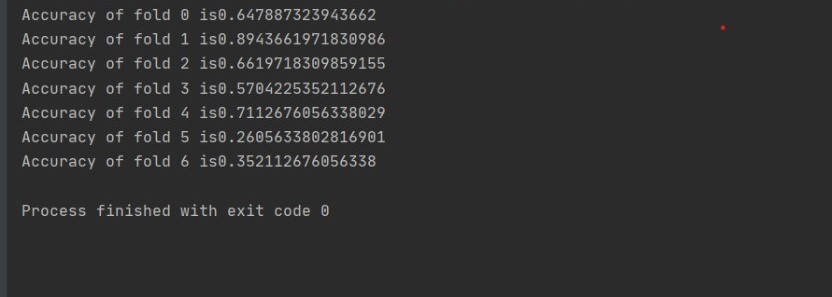 Accuracy of fold 0 is0.647887323943662
Accuracy of fold 1 is0.8943661971830986
Accuracy of fold 2 is0.6619718309859155
Accuracy of fold 3 is0.5704225352112676
Accuracy of fold 4 is0.7112676056338029
Accuracy of fold 5 is0.2605633802816901
Accuracy of fold 6 is0.352112676056338
Process finished with exit code 0